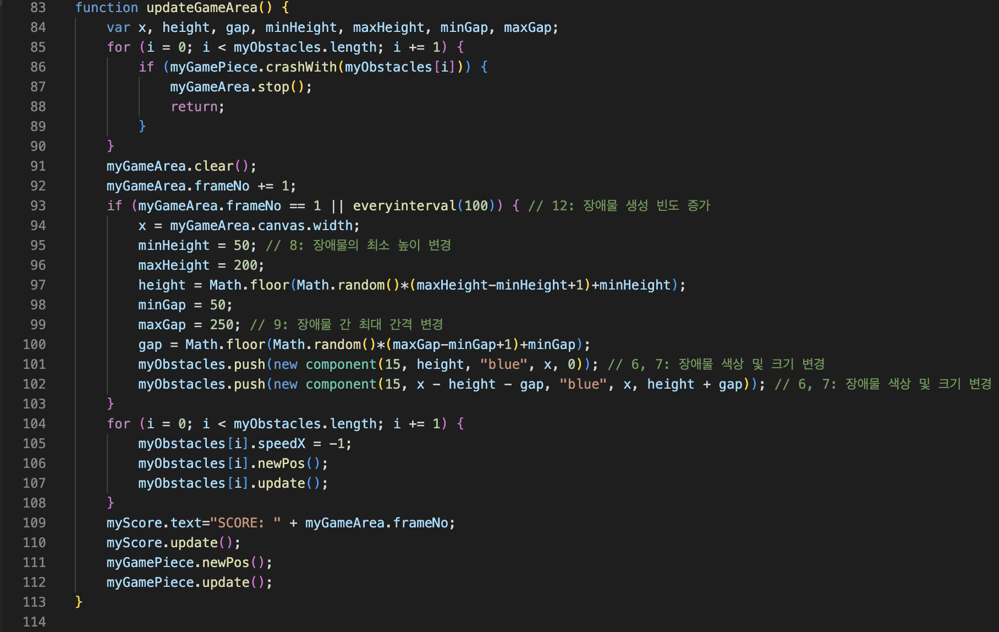 83 function updateGameArea() {
84 var x, height, gap, minHeight, maxHeight, minGap, maxGap;
85 for (i = 0; i < myObstacles.length; i += 1) {
86 if (myGamePiece.crashWith(myObstacles[i])) {
87 myGameArea.stop();
88 return;
89 }
90 }
91 myGameArea.clear();
92 myGameArea.frameNo += 1;
93 if (myGameArea.frameNo == 1 || everyinterval(100)) { // 12: 장애물 생성 빈도 증가
94 x = myGameArea.canvas.width;
95 minHeight = 50; // 8: 장애물의 최소 높이 변경
96 maxHeight = 200;
97 height = Math.floor(Math.random()*(maxHeight-minHeight+1)+minHeight);
98 minGap = 50;
99 maxGap = 250; // 9: 장애물 간 최대 간격 변경
100 gap = Math.floor(Math.random()*(maxGap-minGap+1)+minGap);
101 myObstacles.push(new component(15, height, "blue", x, 0)); // 6, 7: 장애물 색상 및 크기 변경
102 myObstacles.push(new component(15, x - height - gap, "blue", x, height + gap)); // 6, 7: 장애물 색상 및 크기 변경
103 }
104 for (i = 0; i < myObstacles.length; i += 1) {
105 myObstacles[i].speedX = -1;
106 myObstacles[i].newPos();
107 myObstacles[i].update();
108 }
109 myScore.text="SCORE: " + myGameArea.frameNo;
110 myScore.update();
111 myGamePiece.newPos();
112 myGamePiece.update();
113 }
114